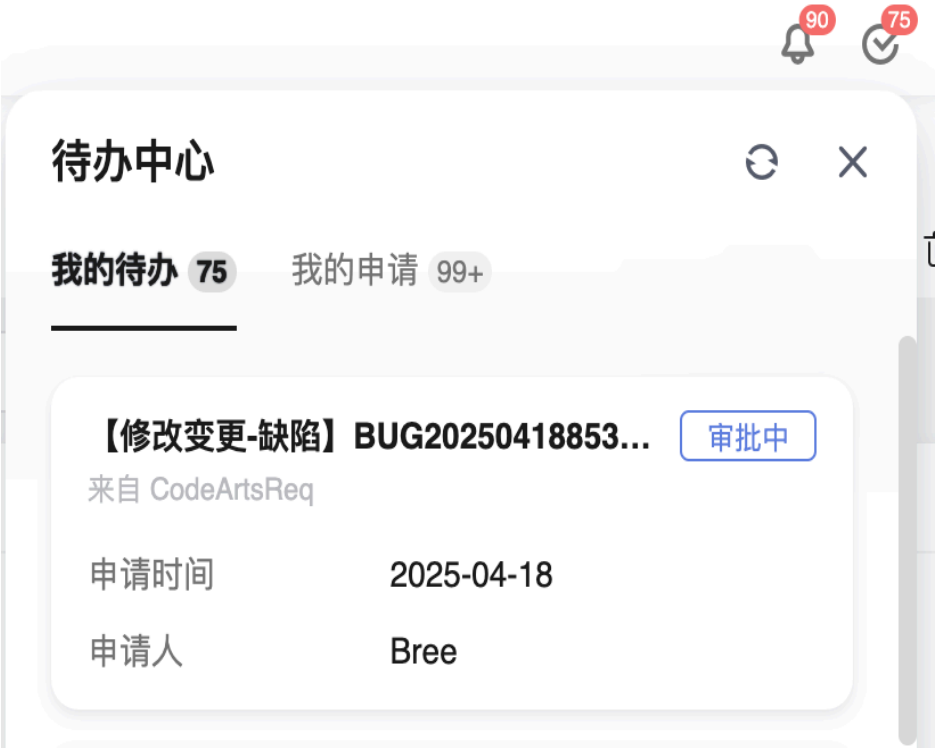 90
75
待办中心
我的待办 75
我的申请 99+
【修改变更-缺陷】BUG20250418853...
审批中
来自 CodeArtsReq
申请时间 2025-04-18
申请人 Bree